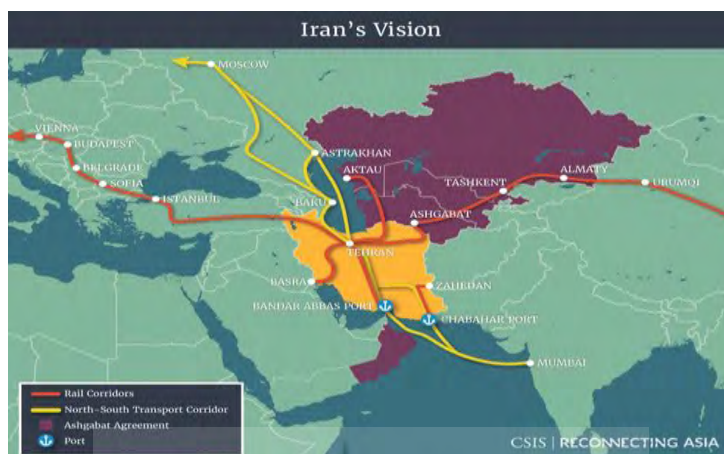 Iran's Vision
MOSCOW
VIENNA
BUDAPEST
BELGRADE
SOFIA
ISTANBUL
ASTRAKHAN
AKTAU
BAKU
TASHKENT
ALMATY
URUMQI
ASHGABAT
TEHRAN
BASRA
ZAHEDAN
BANDAR ABBAS PORT
CHABAHAR PORT
MUMBAI
Rail Corridors
North-South Transport Corridor
Ashgabat Agreement
Port
CSIS | RECONNECTING ASIA